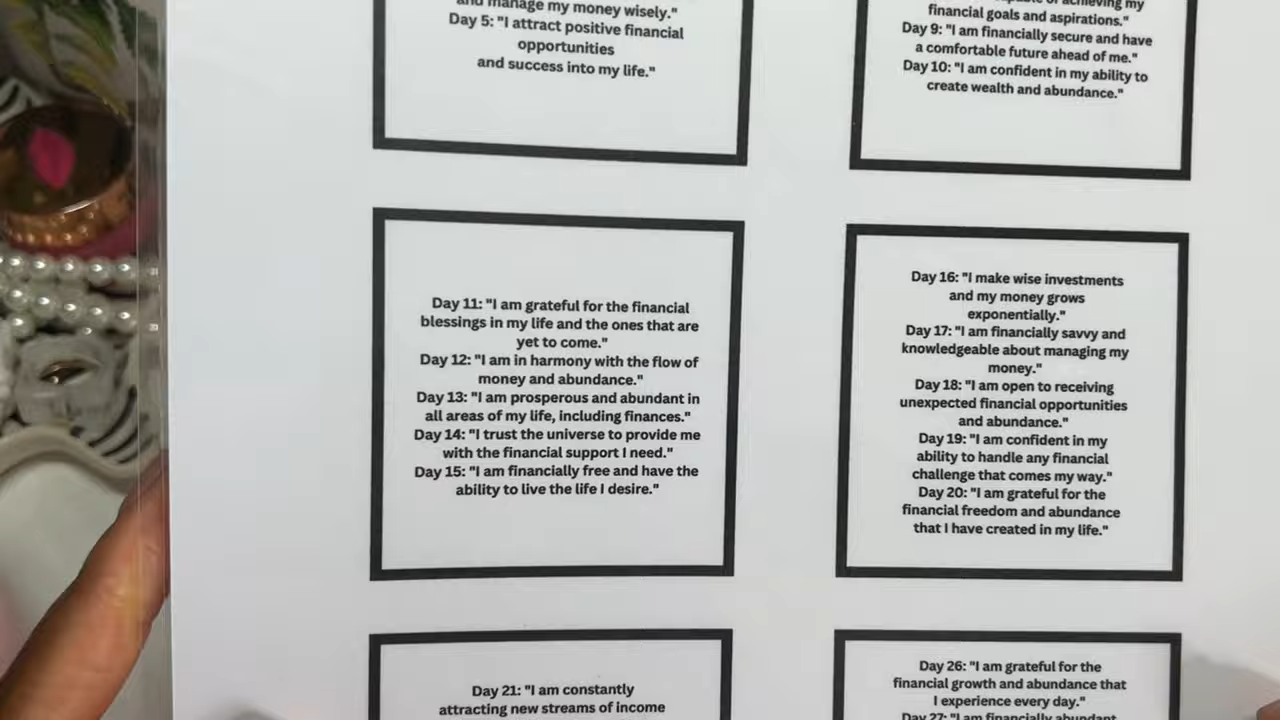 and manage my money wisely."
Day 5: "I attract positive financial
opportunities
and success into my life."
achieving my
financial goals and aspirations."
Day 9: "I am financially secure and have
a comfortable future ahead of me."
Day 10: "I am confident in my ability to
create wealth and abundance."
Day 11: "I am grateful for the financial
blessings in my life and the ones that are
yet to come."
Day 12: "I am in harmony with the flow of
money and abundance."
Day 13: "I am prosperous and abundant in
all areas of my life, including finances."
Day 14: "I trust the universe to provide me
with the financial support I need."
Day 15: "I am financially free and have the
ability to live the life I desire."
Day 16: "I make wise investments
and my money grows
exponentially."
Day 17: "I am financially savvy and
knowledgeable about managing my
money."
Day 18: "I am open to receiving
unexpected financial opportunities
and abundance."
Day 19: "I am confident in my
ability to handle any financial
challenge that comes my way."
Day 20: "I am grateful for the
financial freedom and abundance
that I have created in my life."
Day 21: "I am constantly
attracting new streams of income
Day 26: "I am grateful for the
financial growth and abundance that
I experience every day."
Day 27: "I am financially abundant